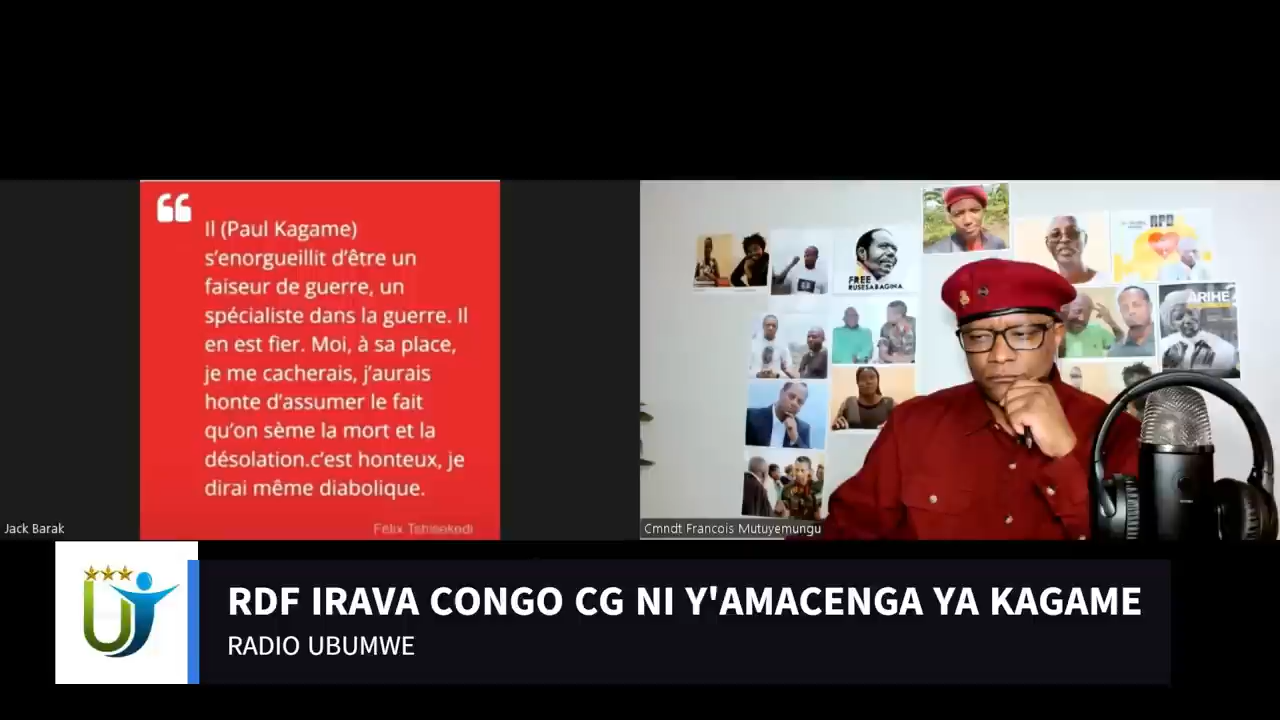 Il (Paul Kagame)
s'enorgueillit d'être un
faiseur de guerre, un
spécialiste dans la guerre. Il
en est fier. Moi, à sa place,
je me cacherais, j'aurais
honte d'assumer le fait
qu'on sème la mort et la
désolation.c'est honteux, je
dirai même diabolique.
Félix Tshisekedi
Jack Barak
FREE
RUSESABAGINA
ARIHE
Cmndt Francois Mutuyemungu
RDF IRAVA CONGO CG NI Y'AMACENGA YA KAGAME
RADIO UBUMWE